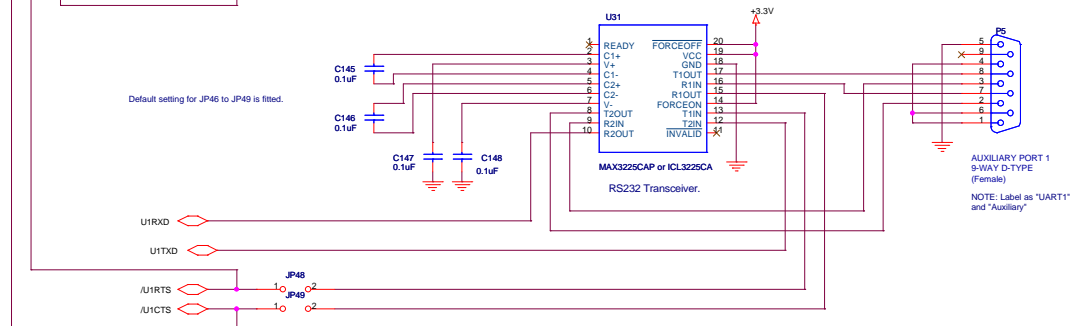 +3.3V
U31
P5
1 READY FORCEOFF 20
2 C1+ VCC 19
3 V+ GND 18
4 C1- T1OUT 17
5 C2+ R1IN 16
6 C2- R1OUT 15
7 V- FORCEON 14
8 T2OUT T1IN 13
9 R2IN T2IN 12
10 R2OUT INVALID 11
MAX3225CAP or ICL3225CA
RS232 Transceiver.
5
9
4
8
3
7
2
6
1
C145
0.1uF
Default setting for JP46 to JP49 is fitted.
C146
0.1uF
C147
0.1uF
C148
0.1uF
AUXILIARY PORT 1
9-WAY D-TYPE
(Female)
NOTE: Label as "UART1"
and "Auxiliary"
U1RXD
U1TXD
JP48
/U1RTS 1 2
JP49
/U1CTS 1 2